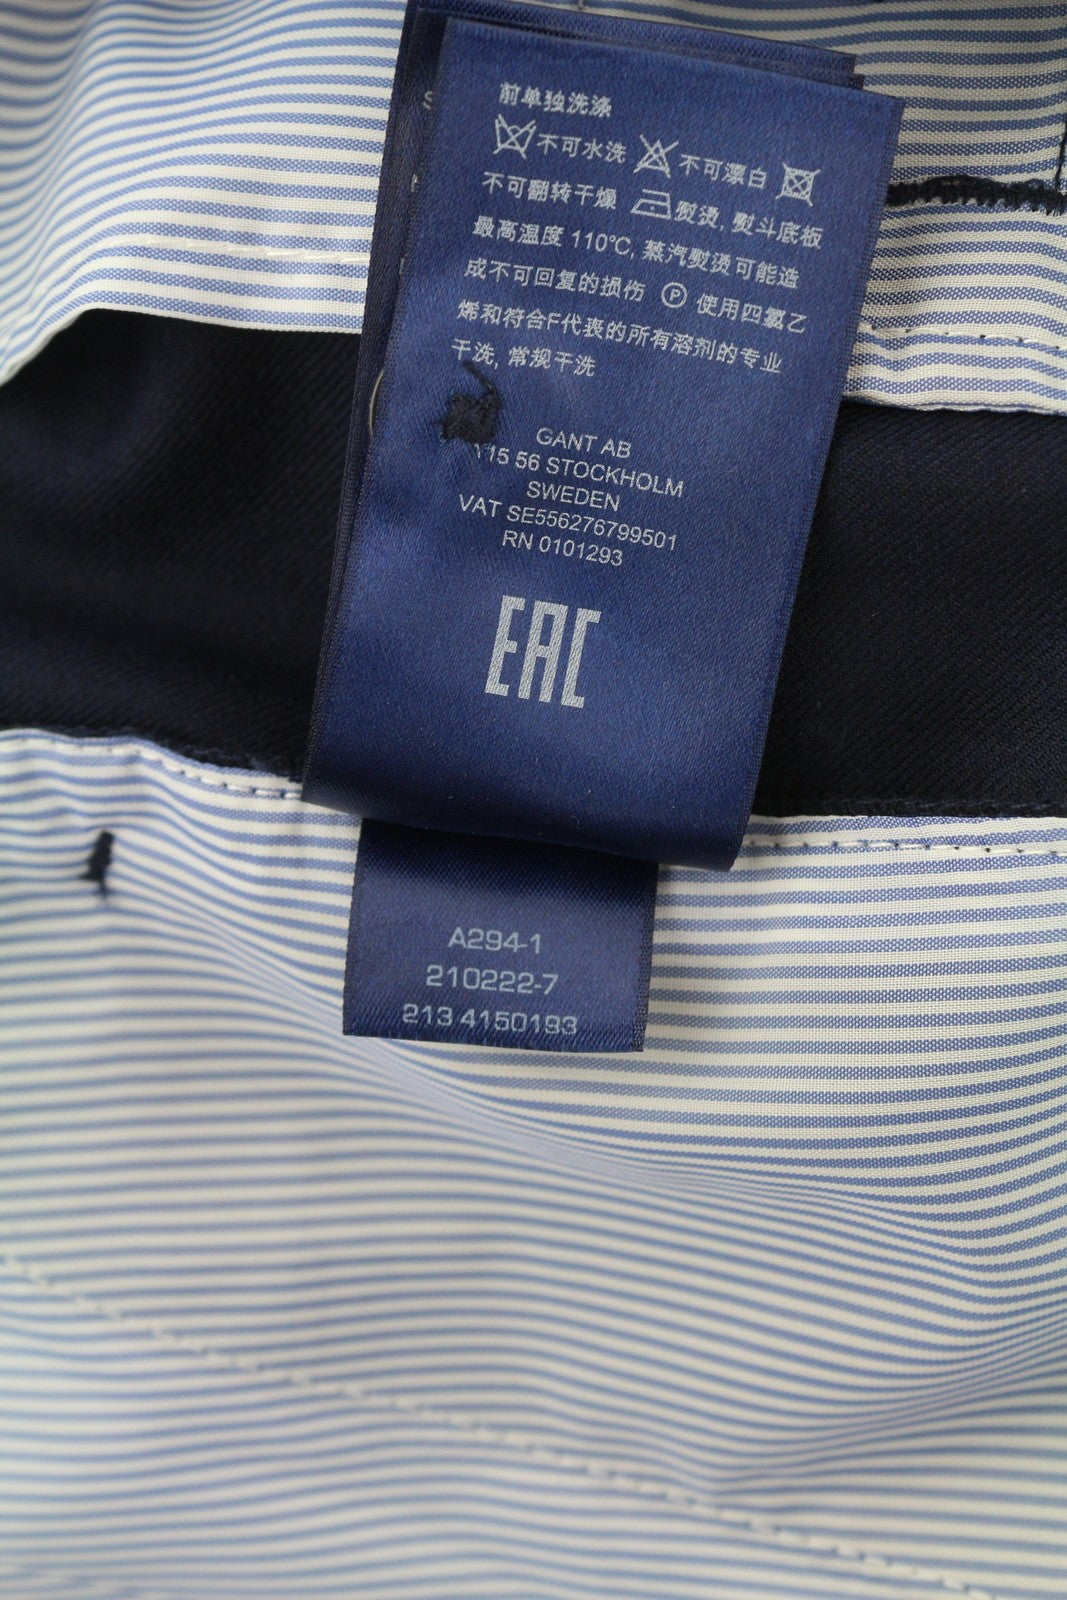 前单独洗涤
不可水洗 不可漂白
不可翻转干燥 熨烫, 熨斗底板
最高温度 110°C, 蒸汽熨烫可能造
成不可回复的损伤 Ⓟ 使用四氯乙
烯和符合F代表的所有溶剂的专业
干洗, 常规干洗
GANT AB
115 56 STOCKHOLM
SWEDEN
VAT SE556276799501
RN 0101293
EAC
A294-1
210222-7
213 4150193